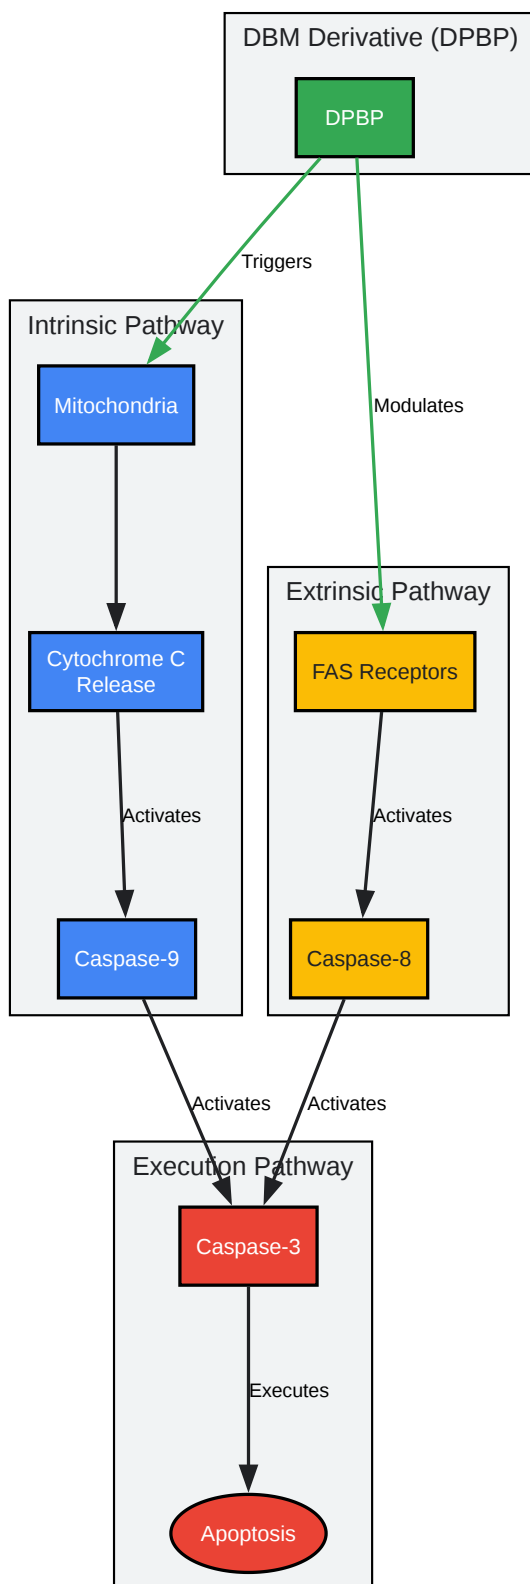 DBM Derivative (DPBP)
DPBP
Triggers
Intrinsic Pathway
Mitochondria
Modulates
Extrinsic Pathway
Cytochrome C
Release
FAS Receptors
Activates
Activates
Caspase-9
Caspase-8
Activates
Activates
Execution Pathway
Caspase-3
Executes
Apoptosis